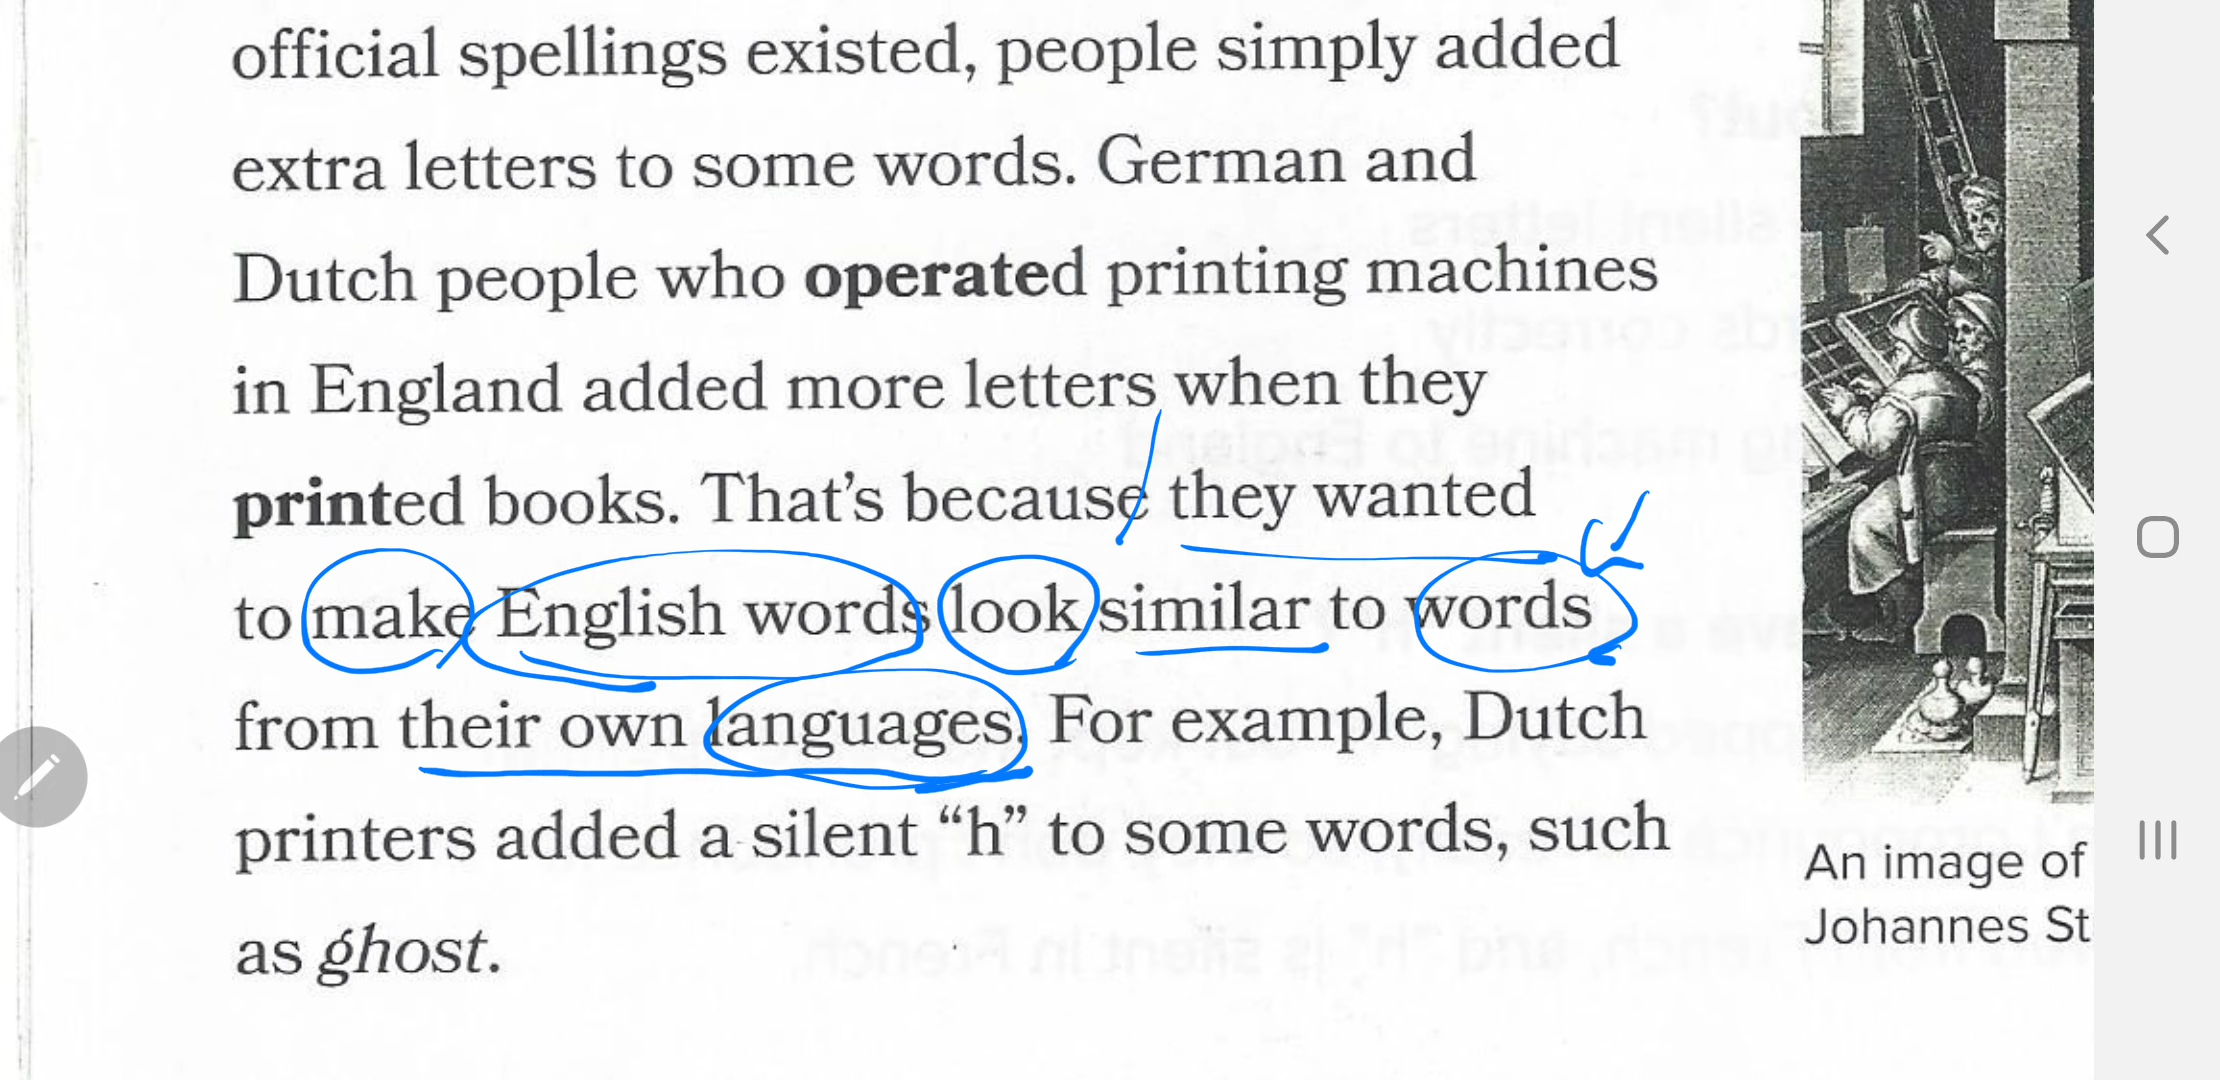 official spellings existed, people simply added
extra letters to some words. German and
Dutch people who operated printing machines
in England added more letters when they
printed books. That's because they wanted
to make English words look similar to words
from their own languages. For example, Dutch
printers added a silent “h” to some words, such
as ghost.
An image of
Johannes St